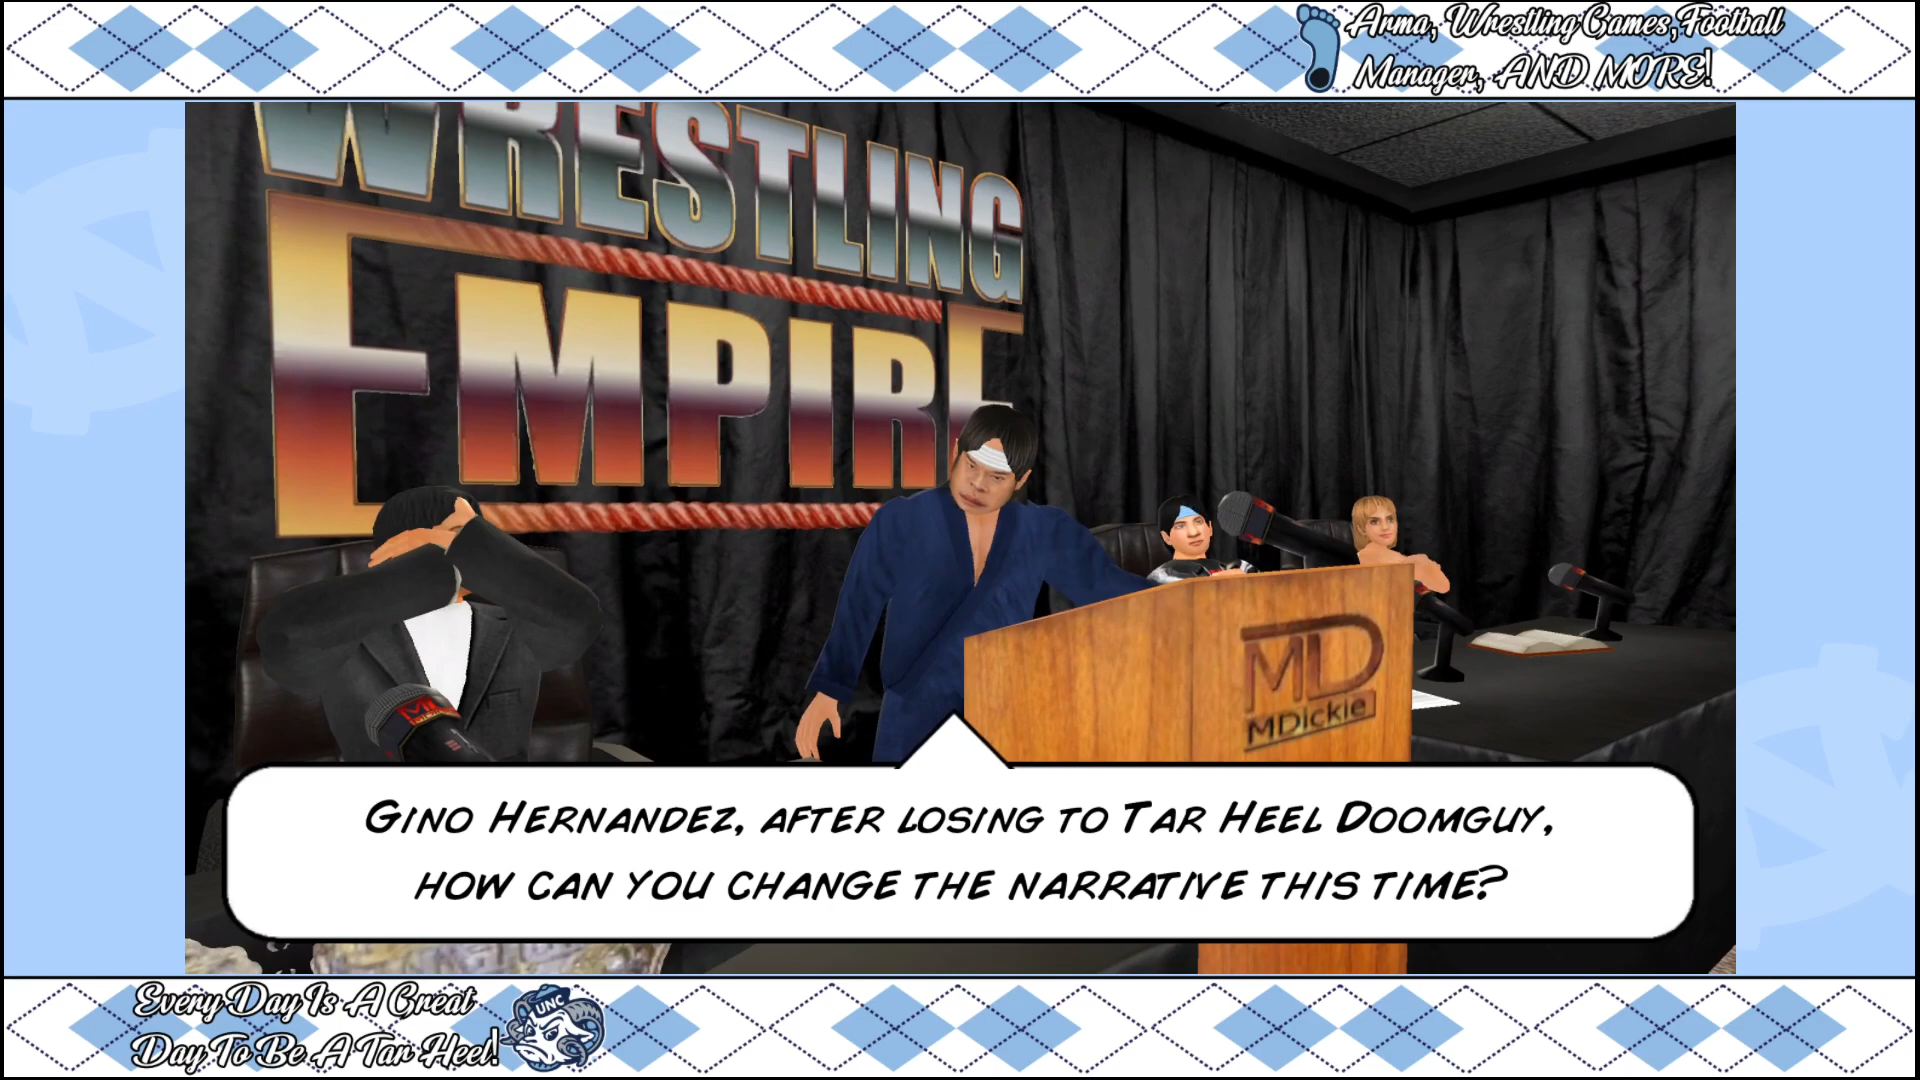 Arma, Wrestling Games, Football
Manager, AND MORE!
WRESTLING
EMPIRE
MD
MDickie
MD
GINO HERNANDEZ, AFTER LOSING TO TAR HEEL DOOMGUY,
HOW CAN YOU CHANGE THE NARRATIVE THIS TIME?
Every Day Is A Great
Day To Be A Tar Heel!
UNC